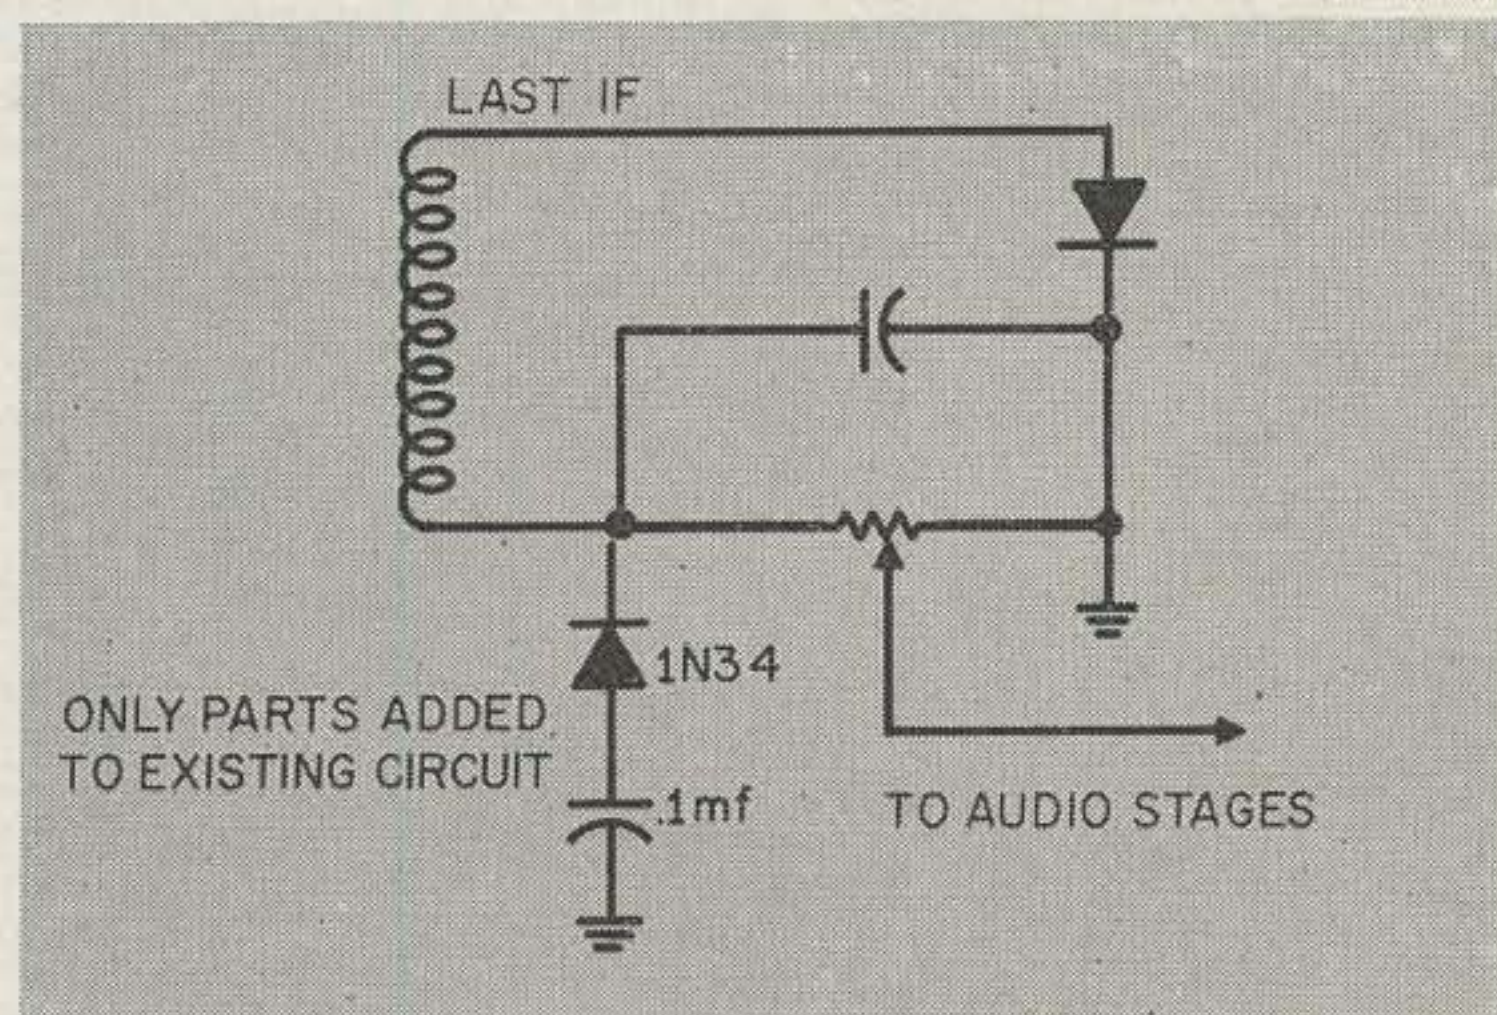 LAST IF
1N34
ONLY PARTS ADDED
TO EXISTING CIRCUIT
.1mf
TO AUDIO STAGES